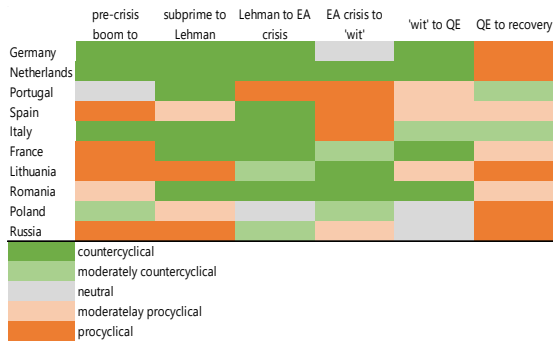 pre-crisis subprime to Lehman to EA EA crisis to 'wit' to QE QE to recovery
boom to Lehman crisis 'wit'
Germany
Netherlands
Portugal
Spain
Italy
France
Lithuania
Romania
Poland
Russia
countercyclical
moderately countercyclical
neutral
moderatelay procyclical
procyclical